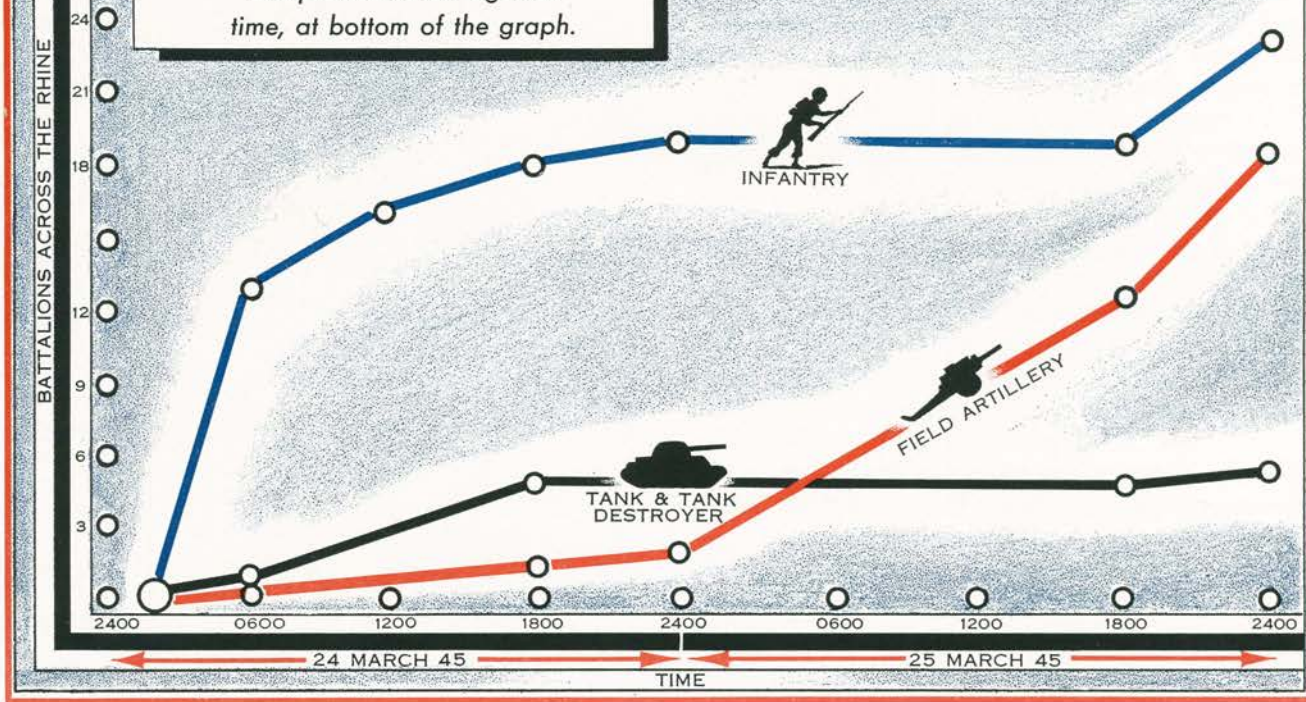 time, at bottom of the graph.
BATTALIONS ACROSS THE RHINE
24
21
18
12
9
6
3
INFANTRY
FIELD ARTILLERY
TANK & TANK
DESTROYER
2400 0600 1200 1800 2400 0600 1200 1800 2400
24 MARCH 45 25 MARCH 45
TIME